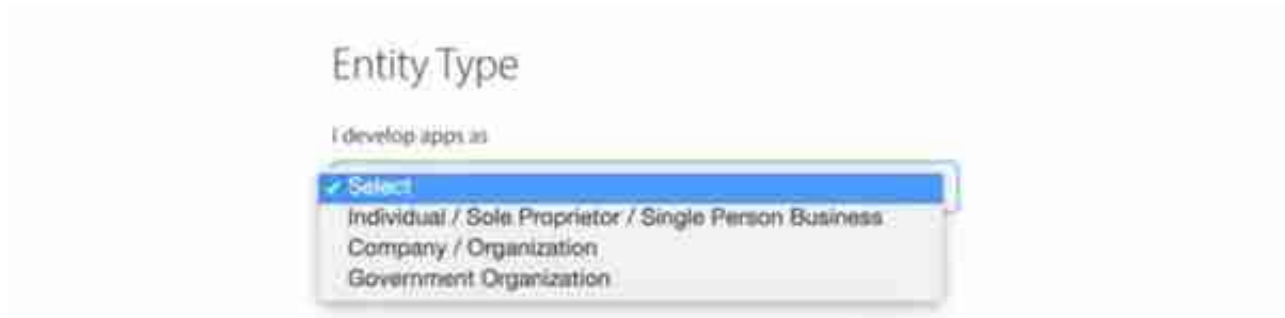 Entity Type
I develop apps as
✓ Select
Individual / Sole Proprietor / Single Person Business
Company / Organization
Government Organization